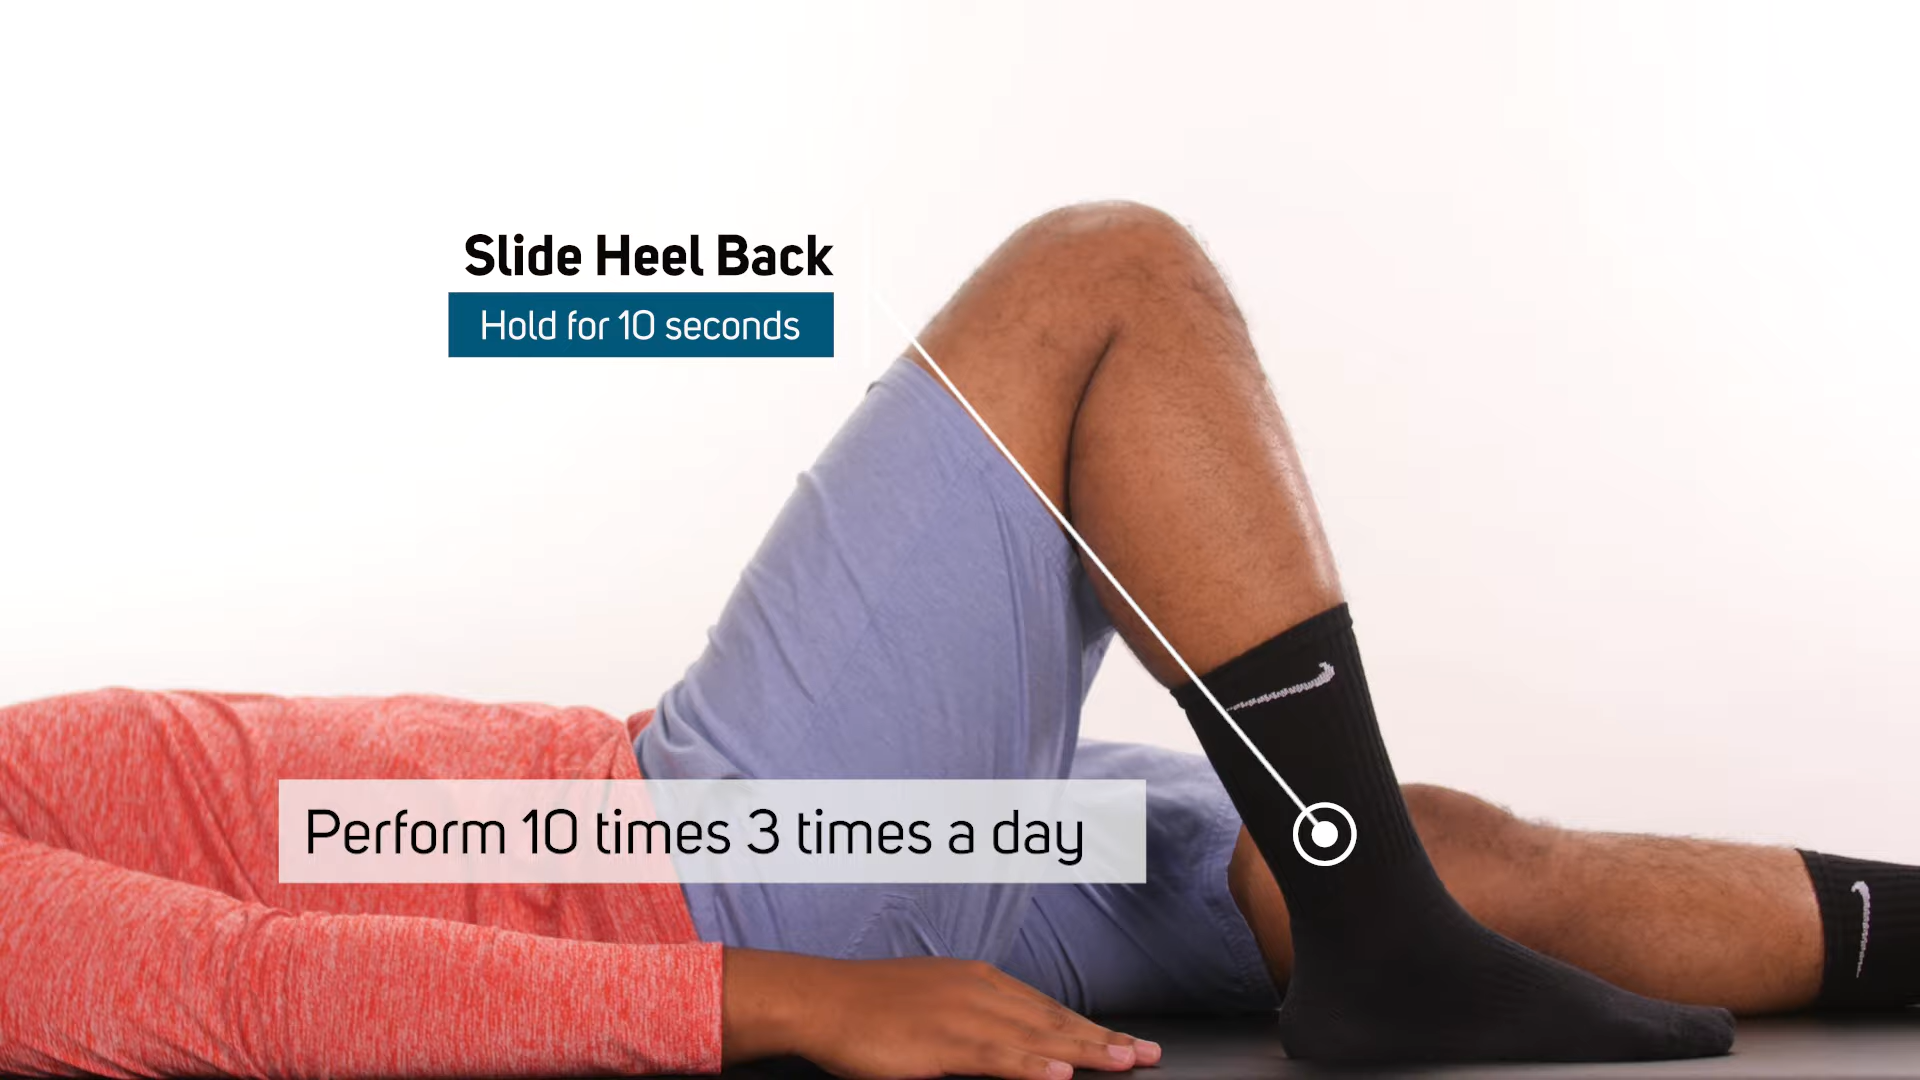 Slide Heel Back
Hold for 10 seconds
Perform 10 times 3 times a day